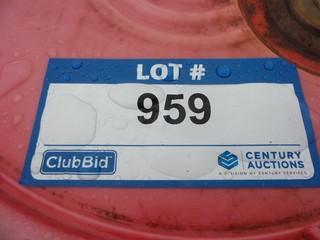 LOT #
959
ClubBid
CENTURY
AUCTIONS
A DIVISION OF CENTURY SERVICES